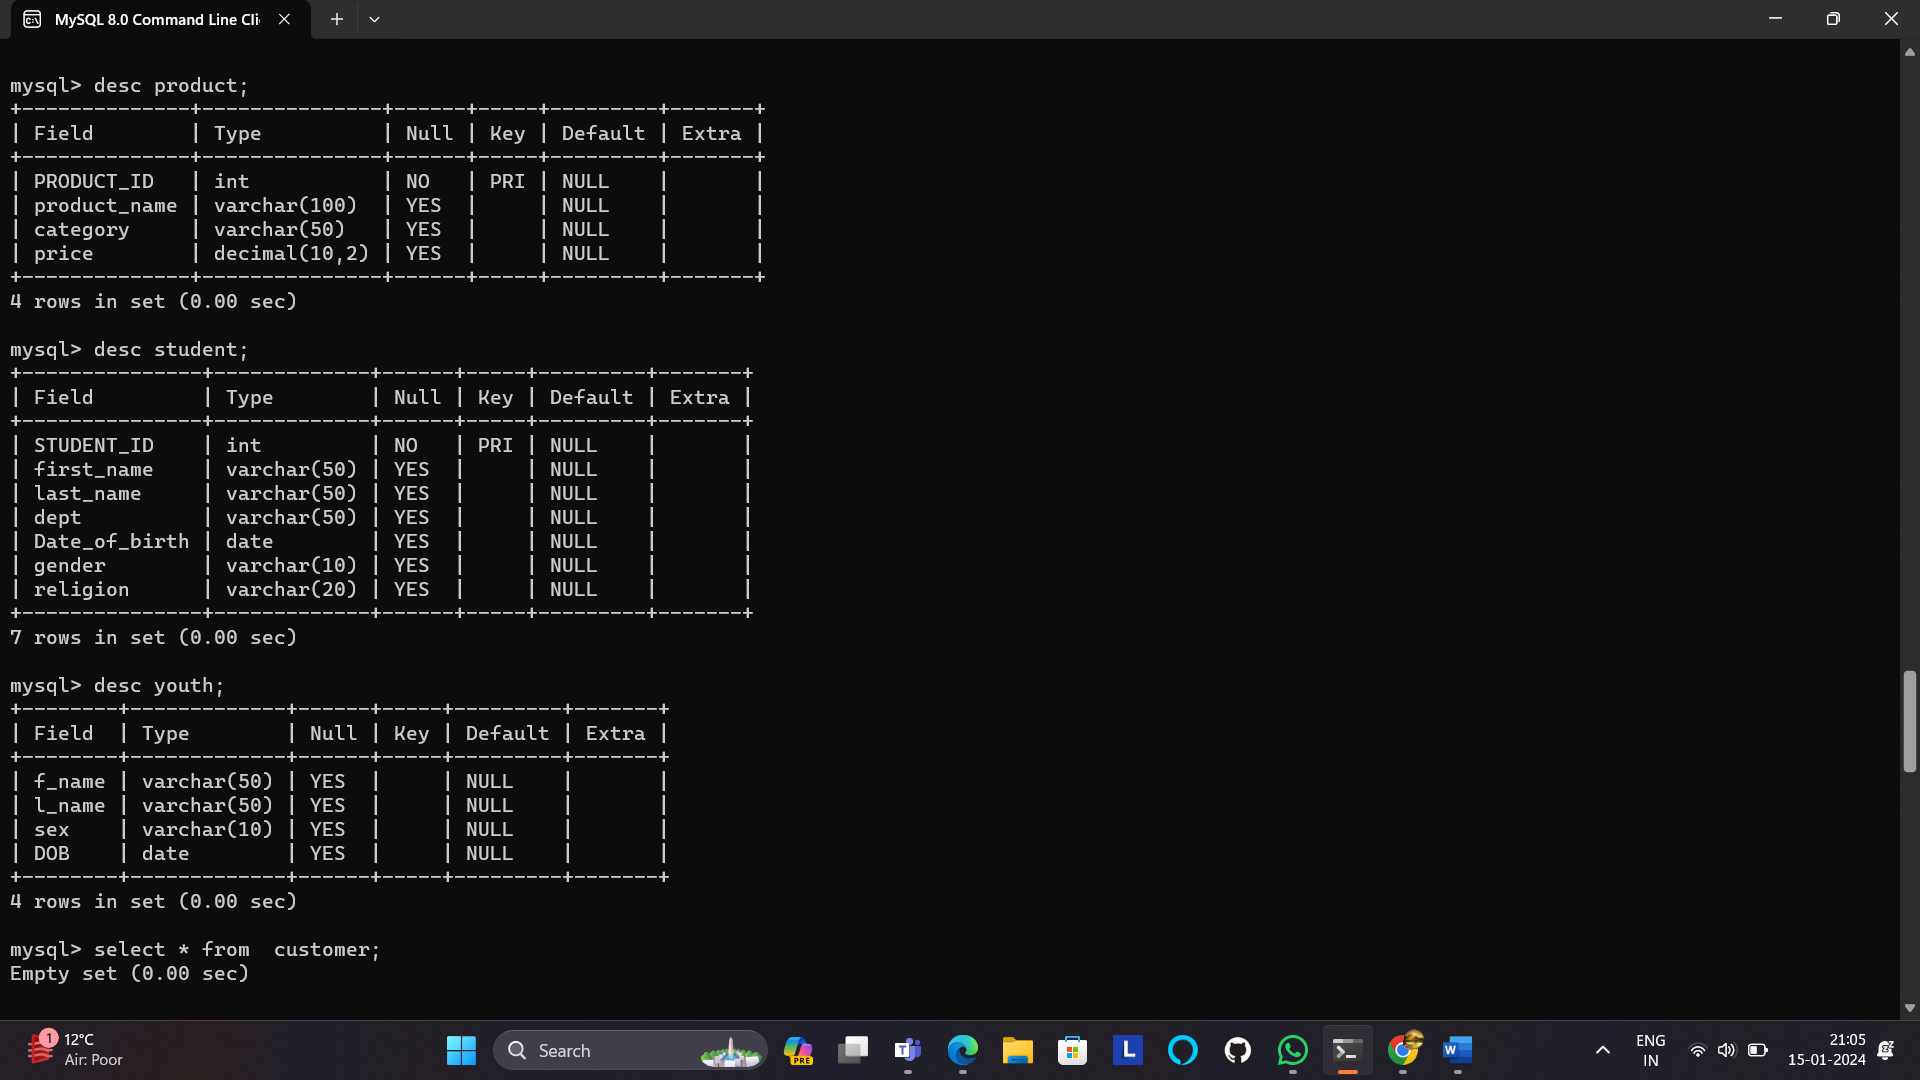 MySQL 8.0 Command Line Cli
mysql> desc product;
+--------------+---------------+------+-----+---------+-------+
| Field        | Type          | Null | Key | Default | Extra |
+--------------+---------------+------+-----+---------+-------+
| PRODUCT_ID   | int           | NO   | PRI | NULL    |       |
| product_name | varchar(100)  | YES  |     | NULL    |       |
| category     | varchar(50)   | YES  |     | NULL    |       |
| price        | decimal(10,2) | YES  |     | NULL    |       |
+--------------+---------------+------+-----+---------+-------+
4 rows in set (0.00 sec)
mysql> desc student;
+---------------+-------------+------+-----+---------+-------+
| Field         | Type        | Null | Key | Default | Extra |
+---------------+-------------+------+-----+---------+-------+
| STUDENT_ID    | int         | NO   | PRI | NULL    |       |
| first_name    | varchar(50) | YES  |     | NULL    |       |
| last_name     | varchar(50) | YES  |     | NULL    |       |
| dept          | varchar(50) | YES  |     | NULL    |       |
| Date_of_birth | date        | YES  |     | NULL    |       |
| gender        | varchar(10) | YES  |     | NULL    |       |
| religion      | varchar(20) | YES  |     | NULL    |       |
+---------------+-------------+------+-----+---------+-------+
7 rows in set (0.00 sec)
mysql> desc youth;
+--------+-------------+------+-----+---------+-------+
| Field  | Type        | Null | Key | Default | Extra |
+--------+-------------+------+-----+---------+-------+
| f_name | varchar(50) | YES  |     | NULL    |       |
| l_name | varchar(50) | YES  |     | NULL    |       |
| sex    | varchar(10) | YES  |     | NULL    |       |
| DOB    | date        | YES  |     | NULL    |       |
+--------+-------------+------+-----+---------+-------+
4 rows in set (0.00 sec)
mysql> select * from  customer;
Empty set (0.00 sec)
1 12°C
Air: Poor
Search
PRE
T
L
W
ENG
IN
21:05
15-01-2024